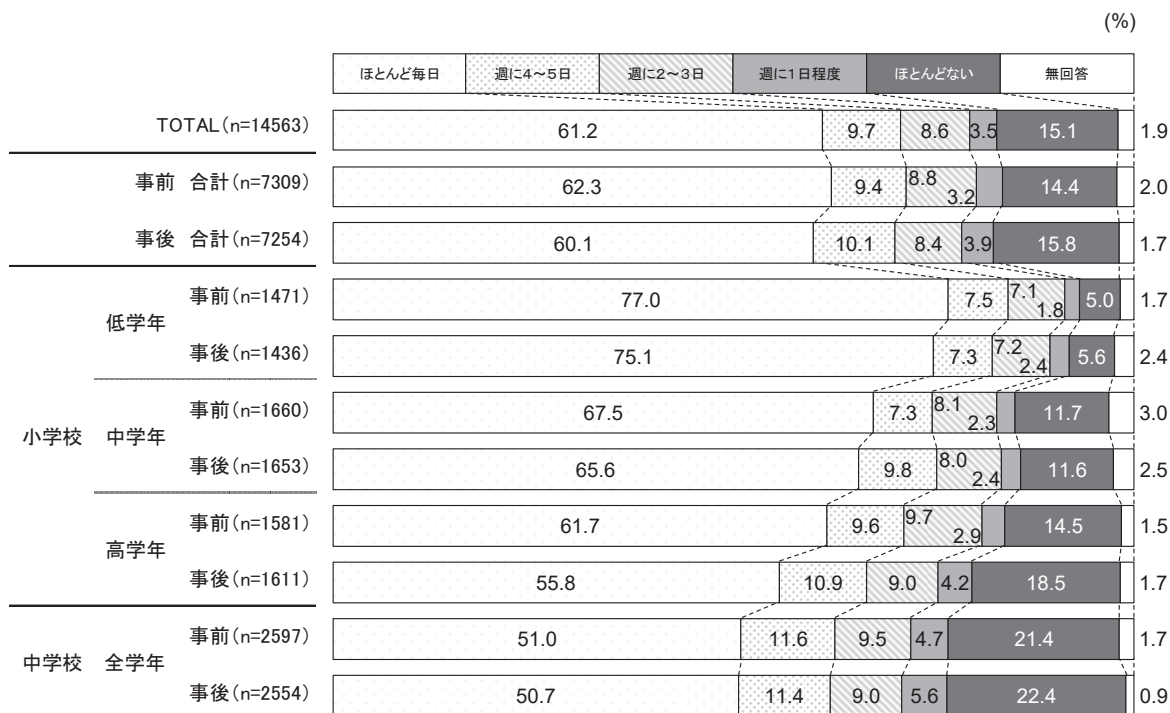 (%)
ほとんど毎日 週に4～5日 週に2～3日 週に1日程度 ほとんどない 無回答
TOTAL(n=14563) 61.2 9.7 8.6 3.5 15.1 1.9
事前 合計(n=7309) 62.3 9.4 8.8 3.2 14.4 2.0
事後 合計(n=7254) 60.1 10.1 8.4 3.9 15.8 1.7
事前(n=1471) 77.0 7.5 7.1 1.8 5.0 1.7
低学年
事後(n=1436) 75.1 7.3 7.2 2.4 5.6 2.4
事前(n=1660) 67.5 7.3 8.1 2.3 11.7 3.0
小学校 中学年
事後(n=1653) 65.6 9.8 8.0 2.4 11.6 2.5
事前(n=1581) 61.7 9.6 9.7 2.9 14.5 1.5
高学年
事後(n=1611) 55.8 10.9 9.0 4.2 18.5 1.7
事前(n=2597) 51.0 11.6 9.5 4.7 21.4 1.7
中学校 全学年
事後(n=2554) 50.7 11.4 9.0 5.6 22.4 0.9